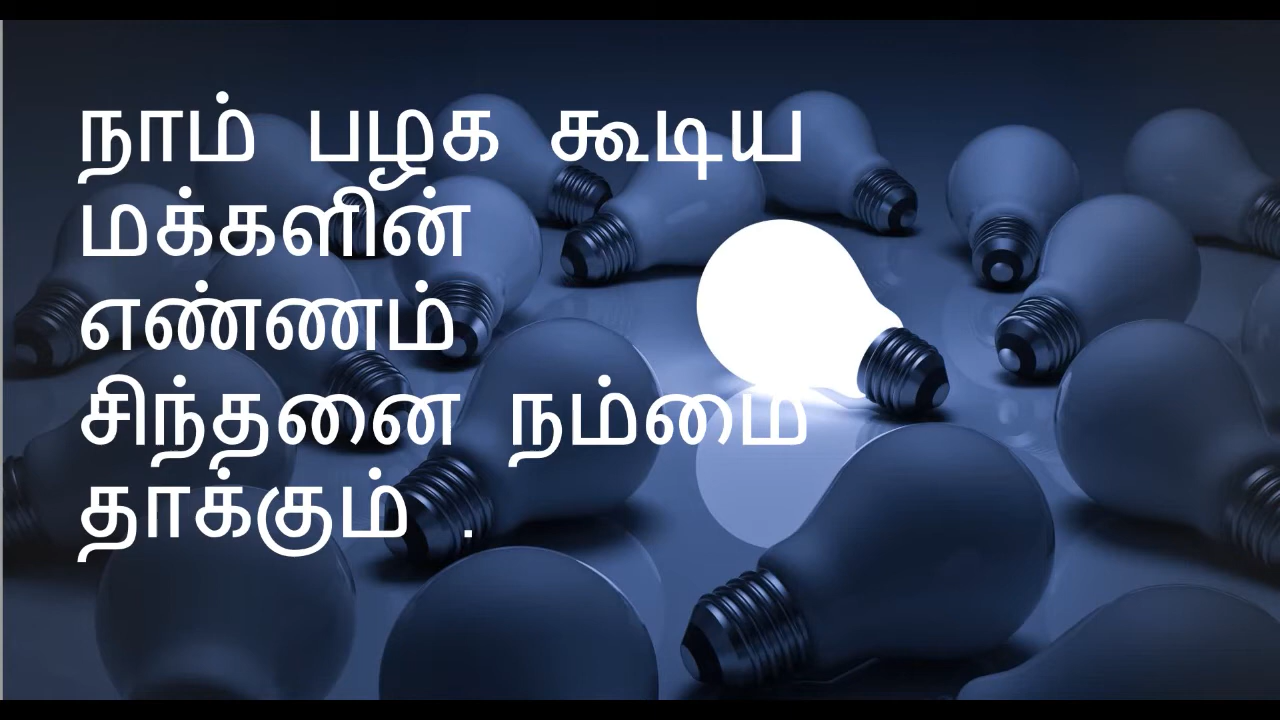 நாம் பழக கூடிய
மக்களின்
எண்ணம்
சிந்தனை நம்மை
தாக்கும் .